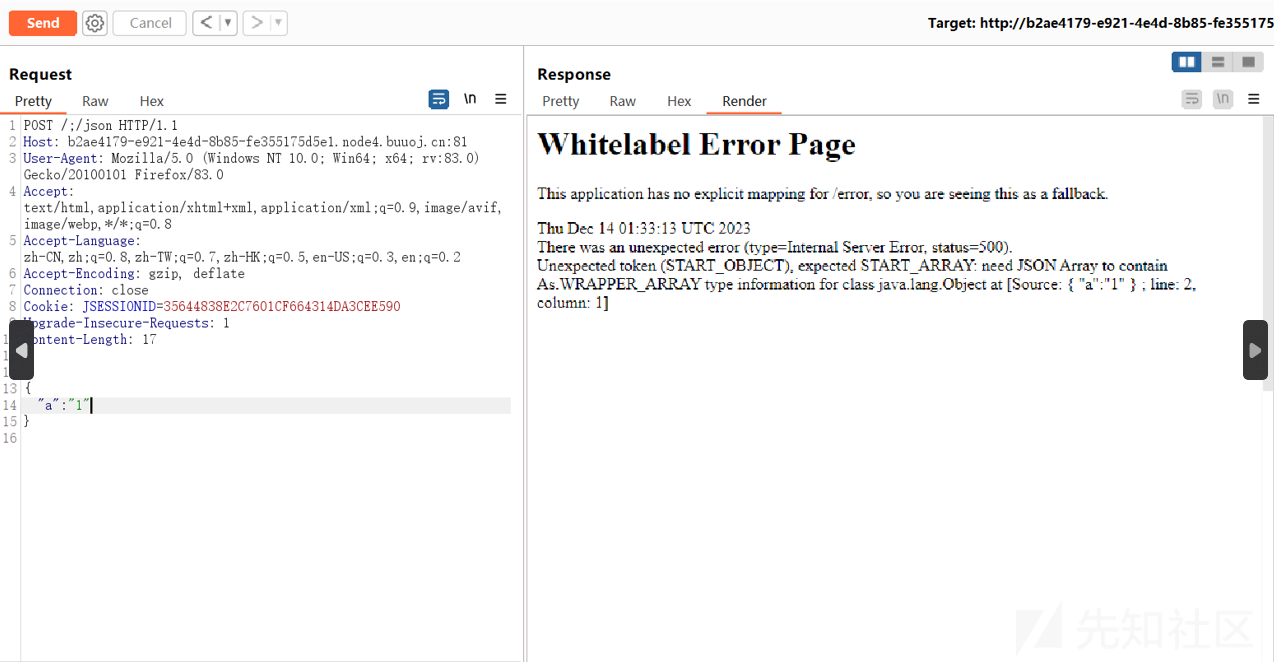 Send
Cancel
Target: http://b2ae4179-e921-4e4d-8b85-fe355175
Request
Pretty Raw Hex
\n
1 POST /;/json HTTP/1.1
2 Host: b2ae4179-e921-4e4d-8b85-fe355175d5e1.node4.buuoj.cn:81
3 User-Agent: Mozilla/5.0 (Windows NT 10.0; Win64; x64; rv:83.0)
Gecko/20100101 Firefox/83.0
4 Accept:
text/html,application/xhtml+xml,application/xml;q=0.9,image/avif,
image/webp,*/*;q=0.8
5 Accept-Language:
zh-CN,zh;q=0.8,zh-TW;q=0.7,zh-HK;q=0.5,en-US;q=0.3,en;q=0.2
6 Accept-Encoding: gzip, deflate
7 Connection: close
8 Cookie: JSESSIONID=35644838E2C7601CF664314DA3CEE590
pgrade-Insecure-Requests: 1
1 ontent-Length: 17
1
1
13 {
14 "a":"1"
15 }
16
Response
Pretty Raw Hex Render
\n
Whitelabel Error Page
This application has no explicit mapping for /error, so you are seeing this as a fallback.
Thu Dec 14 01:33:13 UTC 2023
There was an unexpected error (type=Internal Server Error, status=500).
Unexpected token (START_OBJECT), expected START_ARRAY: need JSON Array to contain
As.WRAPPER_ARRAY type information for class java.lang.Object at [Source: { "a":"1" } ; line: 2,
column: 1]
先知社区